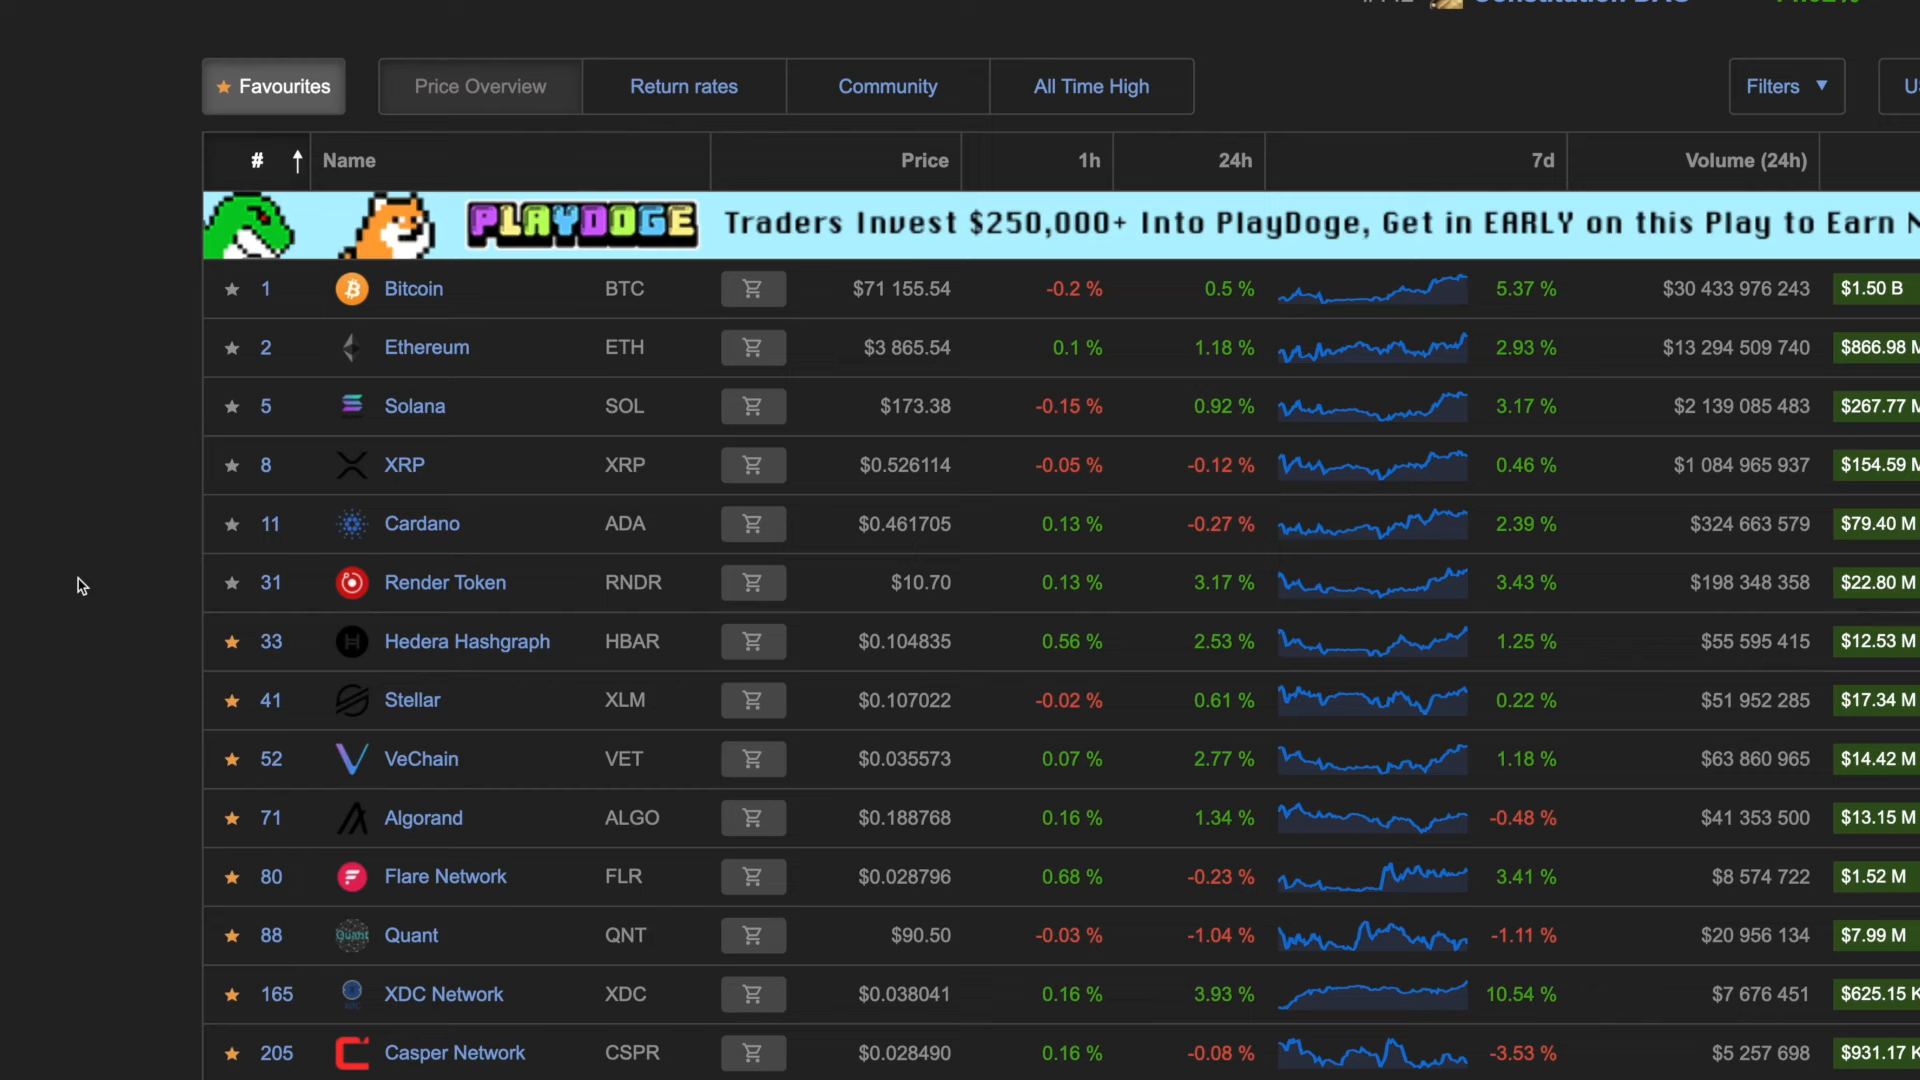 ★ Favourites Price Overview Return rates Community All Time High Filters ▼
# ↑ Name Price 1h 24h 7d Volume (24h)
PLAYDOGE Traders Invest $250,000+ Into PlayDoge, Get in EARLY on this Play to Earn
1 Bitcoin BTC $71 155.54 -0.2 % 0.5 % 5.37 % $30 433 976 243 $1.50 B
2 Ethereum ETH $3 865.54 0.1 % 1.18 % 2.93 % $13 294 509 740 $866.98 M
5 Solana SOL $173.38 -0.15 % 0.92 % 3.17 % $2 139 085 483 $267.77 M
8 XRP XRP $0.526114 -0.05 % -0.12 % 0.46 % $1 084 965 937 $154.59 M
11 Cardano ADA $0.461705 0.13 % -0.27 % 2.39 % $324 663 579 $79.40 M
31 Render Token RNDR $10.70 0.13 % 3.17 % 3.43 % $198 348 358 $22.80 M
33 Hedera Hashgraph HBAR $0.104835 0.56 % 2.53 % 1.25 % $55 595 415 $12.53 M
41 Stellar XLM $0.107022 -0.02 % 0.61 % 0.22 % $51 952 285 $17.34 M
52 VeChain VET $0.035573 0.07 % 2.77 % 1.18 % $63 860 965 $14.42 M
71 Algorand ALGO $0.188768 0.16 % 1.34 % -0.48 % $41 353 500 $13.15 M
80 Flare Network FLR $0.028796 0.68 % -0.23 % 3.41 % $8 574 722 $1.52 M
88 Quant Quant QNT $90.50 -0.03 % -1.04 % -1.11 % $20 956 134 $7.99 M
165 XDC Network XDC $0.038041 0.16 % 3.93 % 10.54 % $7 676 451 $625.15 K
205 Casper Network CSPR $0.028490 0.16 % -0.08 % -3.53 % $5 257 698 $931.17 K